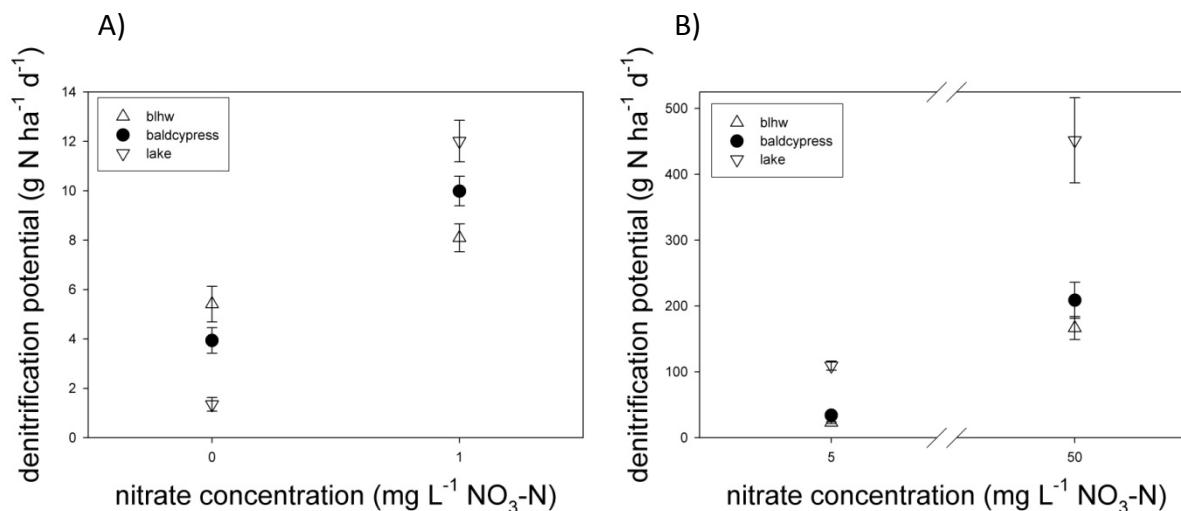 A)
denitrification potential (g N ha⁻¹ d⁻¹)
14
12
10
8
6
4
2
0
blhw
baldcypress
lake
0
1
nitrate concentration (mg L⁻¹ NO₃-N)
B)
denitrification potential (g N ha⁻¹ d⁻¹)
500
400
300
200
100
0
blhw
baldcypress
lake
5
50
nitrate concentration (mg L⁻¹ NO₃-N)